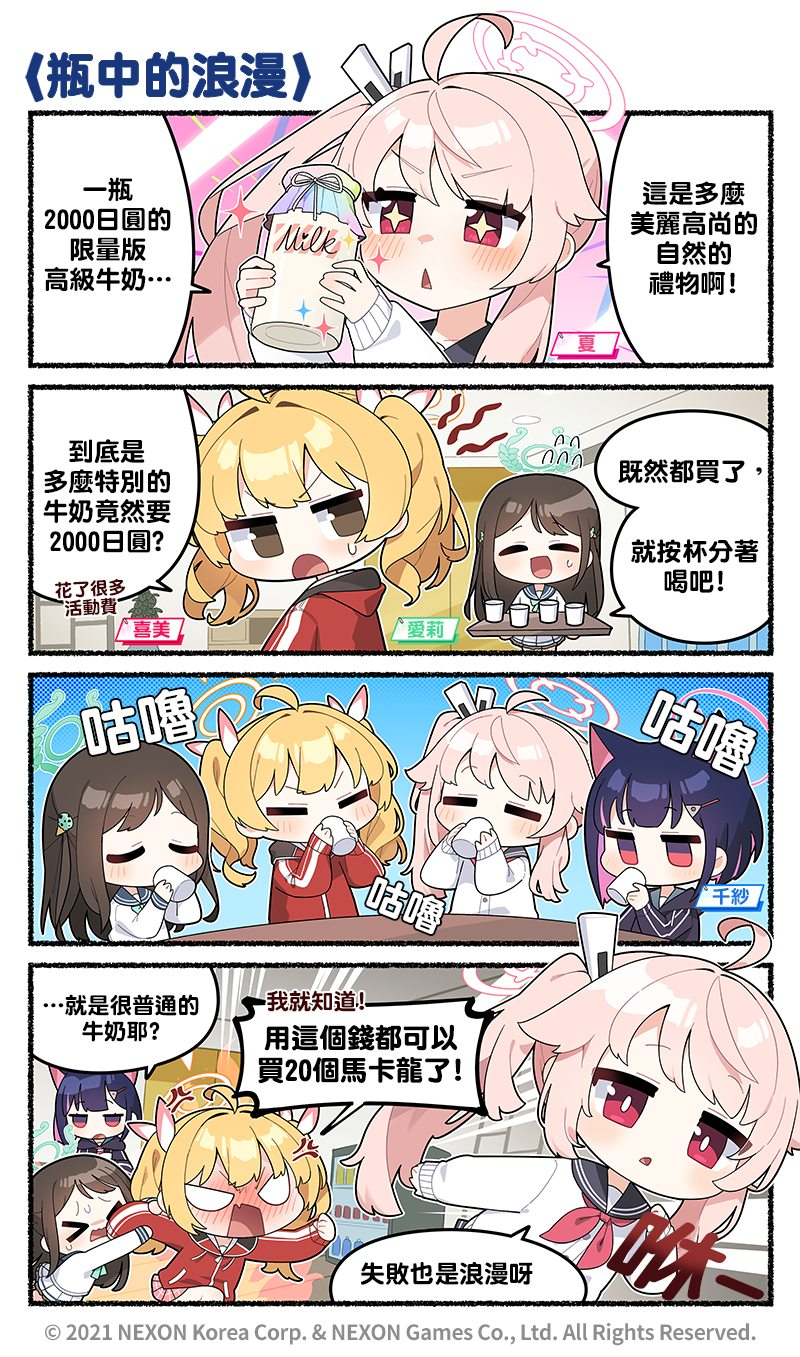 《瓶中的浪漫》
這是多麼
美麗高尚的
自然的
禮物啊！
一瓶
2000日圓的
限量版
高級牛奶…
Milk
夏
既然都買了，
就按杯分著
喝吧！
到底是
多麼特別的
牛奶竟然要
2000日圓?
花了很多
活動費
喜美
愛莉
咕嚕
咕嚕
咕嚕
千紗
…就是很普通的
牛奶耶?
我就知道！
用這個錢都可以
買20個馬卡龍了！
失敗也是浪漫呀
咻—
© 2021 NEXON Korea Corp. & NEXON Games Co., Ltd. All Rights Reserved.